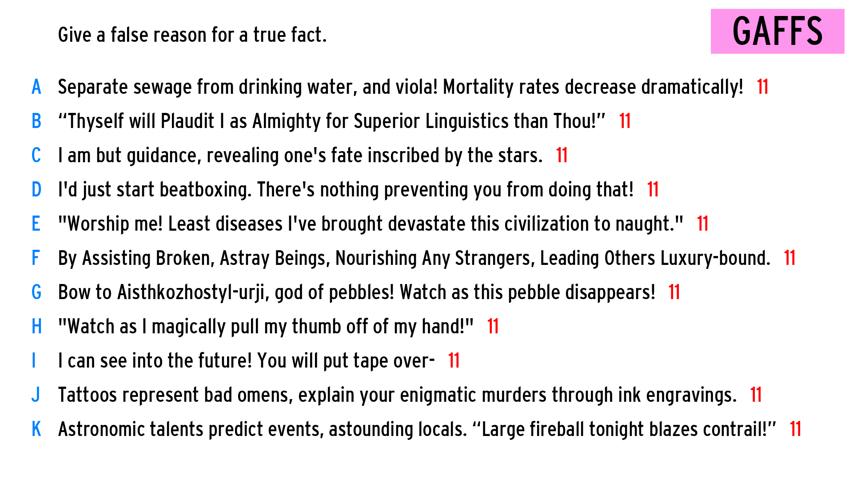 Give a false reason for a true fact.
GAFFS
A Separate sewage from drinking water, and viola! Mortality rates decrease dramatically! 11
B “Thyself will Plaudit I as Almighty for Superior Linguistics than Thou!” 11
C I am but guidance, revealing one's fate inscribed by the stars. 11
D I'd just start beatboxing. There's nothing preventing you from doing that! 11
E "Worship me! Least diseases I've brought devastate this civilization to naught." 11
F By Assisting Broken, Astray Beings, Nourishing Any Strangers, Leading Others Luxury-bound. 11
G Bow to Aisthkozhostyl-urji, god of pebbles! Watch as this pebble disappears! 11
H "Watch as I magically pull my thumb off of my hand!" 11
I I can see into the future! You will put tape over- 11
J Tattoos represent bad omens, explain your enigmatic murders through ink engravings. 11
K Astronomic talents predict events, astounding locals. “Large fireball tonight blazes contrail!” 11